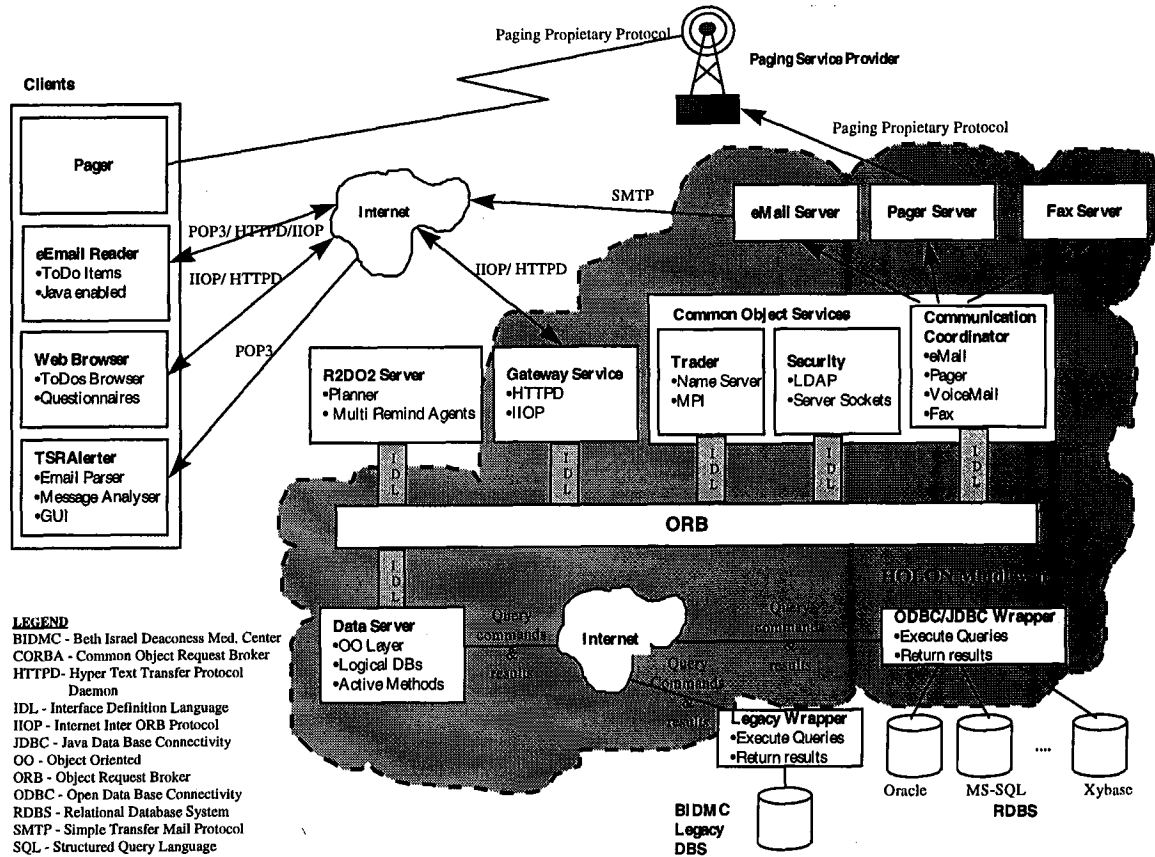 Paging Propietary Protocol
Paging Service Provider
Clients
Paging Propietary Protocol
Pager
Internet
SMTP
eMail Server
Pager Server
Fax Server
POP3/ HTTPD/IIOP
eEmail Reader
•ToDo Items
•Java enabled
IIOP/ HTTPD
IIOP/ HTTPD
POP3
Web Browser
•ToDos Browser
•Questionnaires
TSRAlerter
•Email Parser
•Message Analyser
•GUI
R2DO2 Server
•Planner
• Multi Remind Agents
Gateway Service
•HTTPD
•IIOP
Common Object Services
Trader
•Name Server
•MPI
Security
•LDAP
•Server Sockets
Communication
Coordinator
•eMail
•Pager
•VoiceMail
•Fax
IDL
IDL
IDL
IDL
IDL
ORB
IDL
HOLON Middleware
Data Server
•OO Layer
•Logical DBs
•Active Methods
Query
commands
&
results
Internet
Query
commands
&
results
Query
Commands
&
results
ODBC/JDBC Wrapper
•Execute Queries
•Return results
Legacy Wrapper
•Execute Queries
•Return results
BIDMC
Legacy
DBS
Oracle
MS-SQL
....
Xybase
RDBS
LEGEND
BIDMC - Beth Israel Deaconess Med. Center
CORBA - Common Object Request Broker
HTTPD- Hyper Text Transfer Protocol
Daemon
IDL - Interface Definition Language
IIOP - Internet Inter ORB Protocol
JDBC - Java Data Base Connectivity
OO - Object Oriented
ORB - Object Request Broker
ODBC - Open Data Base Connectivity
RDBS - Relational Database System
SMTP - Simple Transfer Mail Protocol
SQL - Structured Query Language